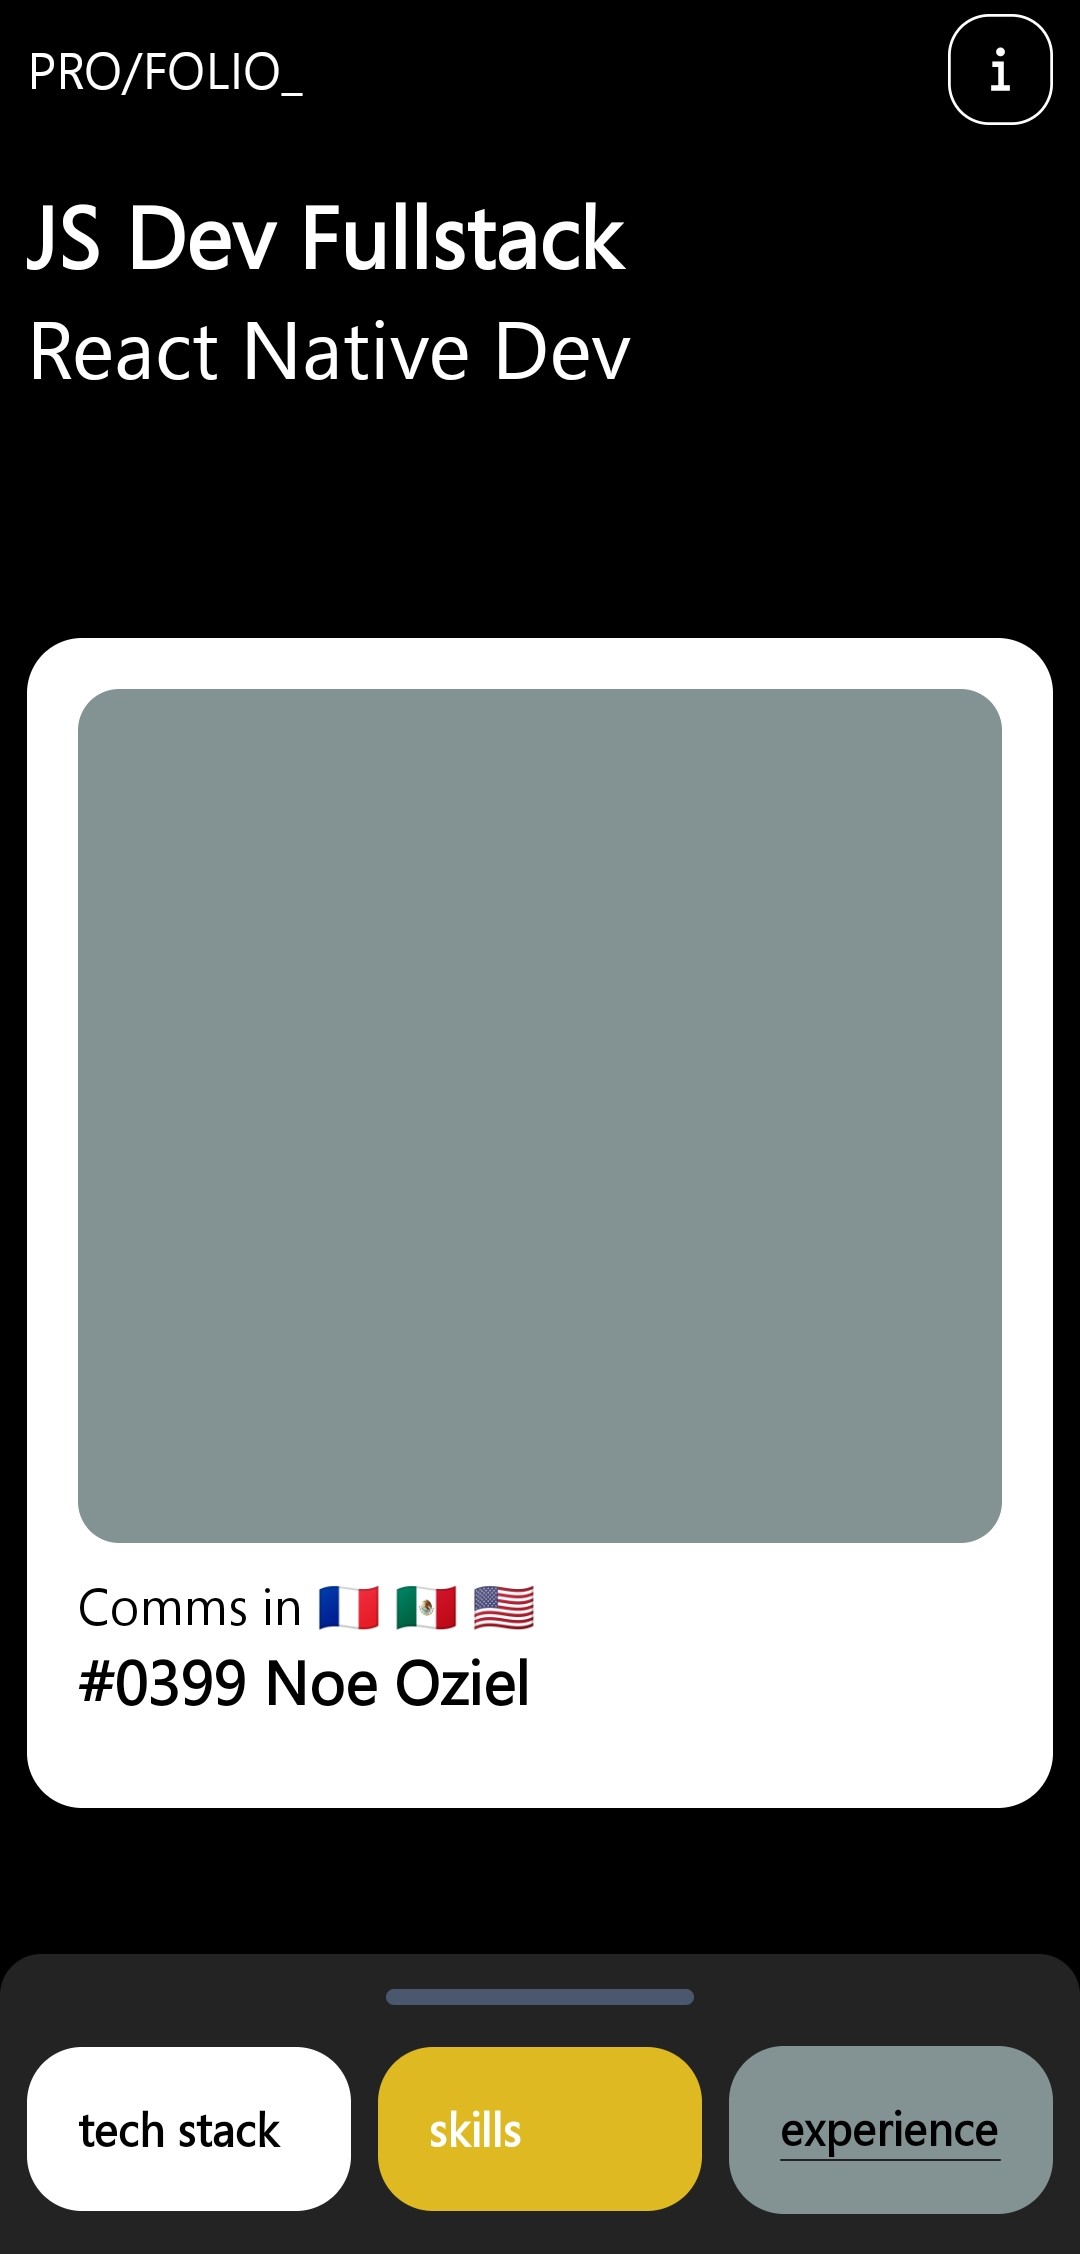 PRO/FOLIO_
i
JS Dev Fullstack
React Native Dev
Comms in 🇫🇷 🇲🇽 🇺🇸
#0399 Noe Oziel
tech stack
skills
experience